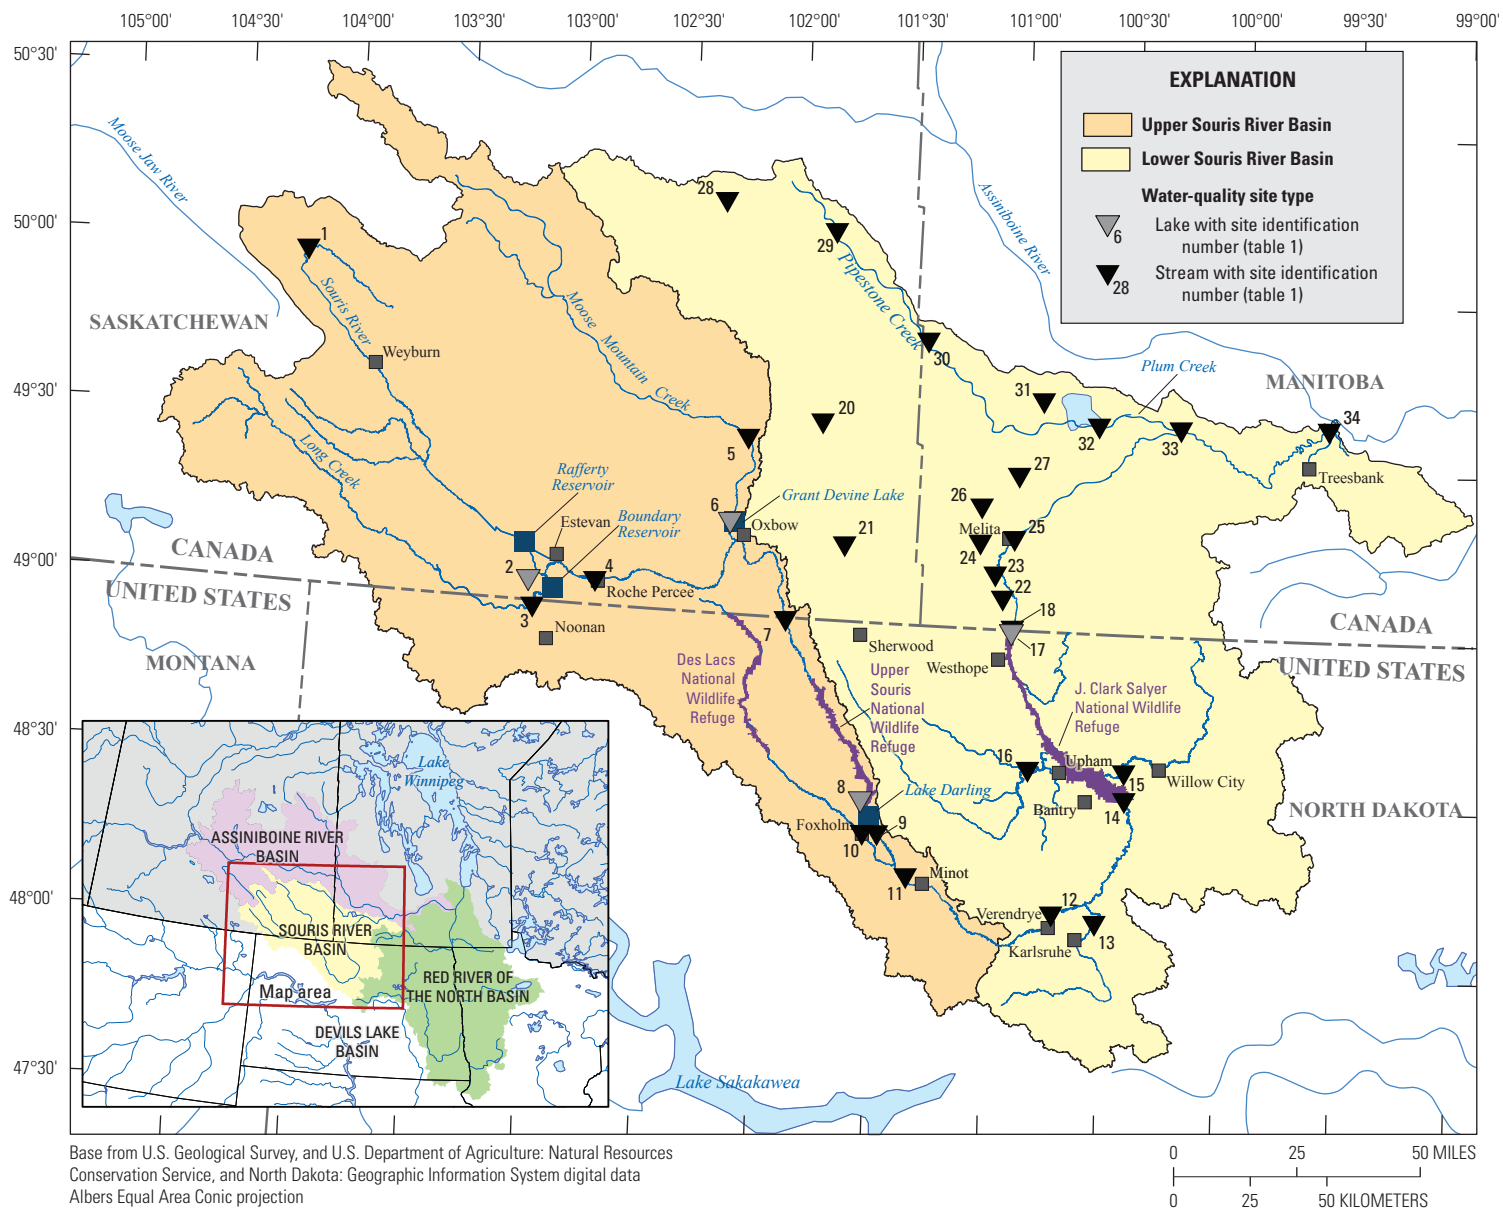 105°00'
104°30'
104°00'
103°30'
103°00'
102°30'
102°00'
101°30'
101°00'
100°30'
100°00'
99°30'
99°00'
50°30'
50°00'
49°30'
49°00'
48°30'
48°00'
47°30'
EXPLANATION
Upper Souris River Basin
Lower Souris River Basin
Water-quality site type
6
Lake with site identification
number (table 1)
28
Stream with site identification
number (table 1)
Moose Jaw River
Assiniboine River
28
29
1
Pipestone Creek
Souris River
Moose Mountain Creek
SASKATCHEWAN
Weyburn
30
Plum Creek
MANITOBA
31
20
32
33
34
5
Long Creek
Treesbank
27
Rafferty
Reservoir
Grant Devine Lake
26
6
Estevan
Boundary
Reservoir
Oxbow
21
Melita
25
24
CANADA
UNITED STATES
2
4
Roche Percee
23
22
3
Noonan
7
18
17
Sherwood
Westhope
CANADA
UNITED STATES
MONTANA
Des Lacs
National
Wildlife
Refuge
Upper
Souris
National
Wildlife
Refuge
J. Clark Salyer
National Wildlife
Refuge
16
Upham
15
Willow City
8
Lake Darling
Bantry
14
NORTH DAKOTA
Foxholm
9
10
11
Minot
Verendrye
12
13
Karlsruhe
Lake Sakakawea
Lake
Winnipeg
ASSINIBOINE RIVER
BASIN
SOURIS RIVER
BASIN
Map area
RED RIVER OF
THE NORTH BASIN
DEVILS LAKE
BASIN
Base from U.S. Geological Survey, and U.S. Department of Agriculture: Natural Resources
Conservation Service, and North Dakota: Geographic Information System digital data
Albers Equal Area Conic projection
0 25 50 MILES
0 25 50 KILOMETERS